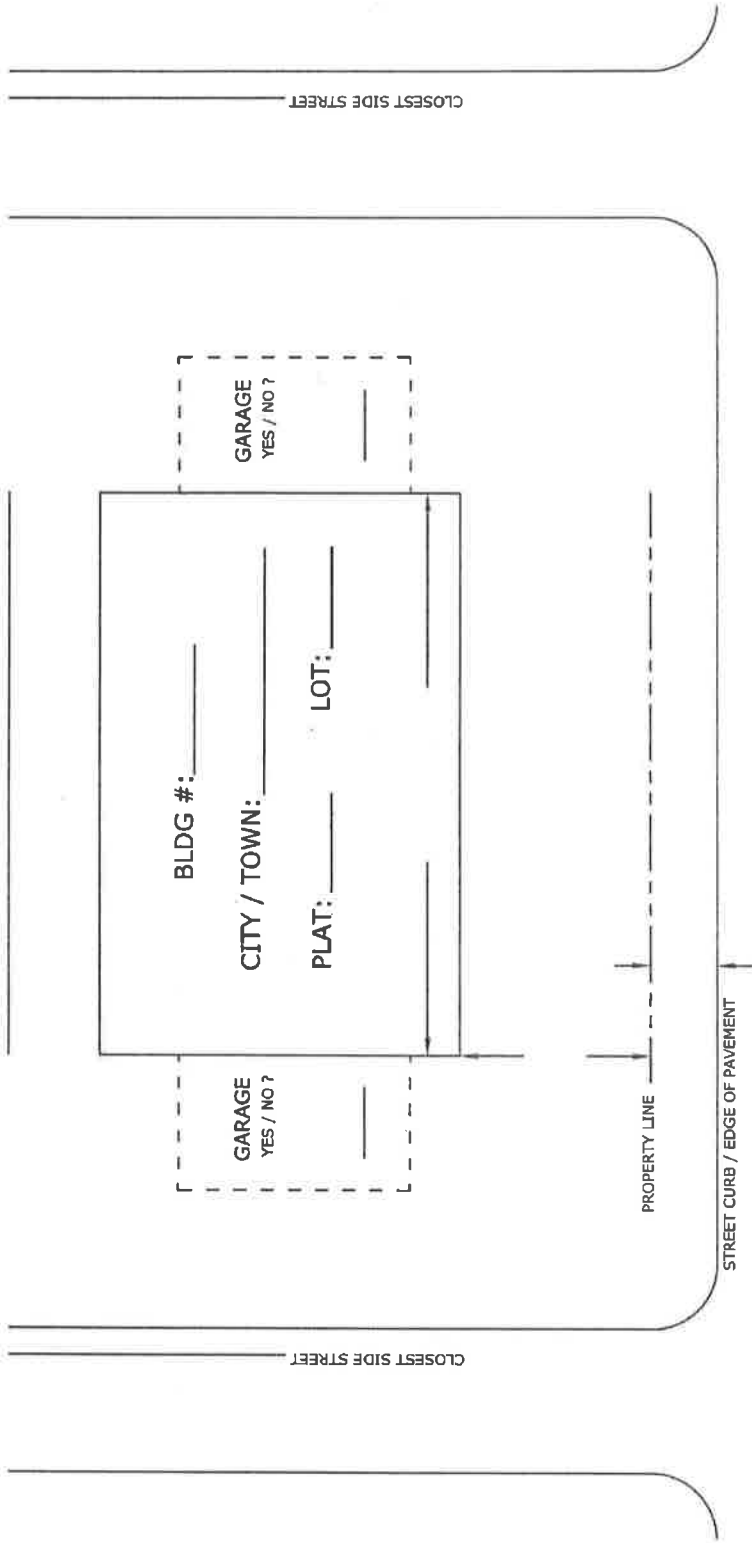 CLOSEST SIDE STREET
CLOSEST SIDE STREET
GARAGE
YES / NO ?
BLDG #:
CITY / TOWN:
PLAT: LOT:
GARAGE
YES / NO ?
PROPERTY LINE
STREET CURB / EDGE OF PAVEMENT